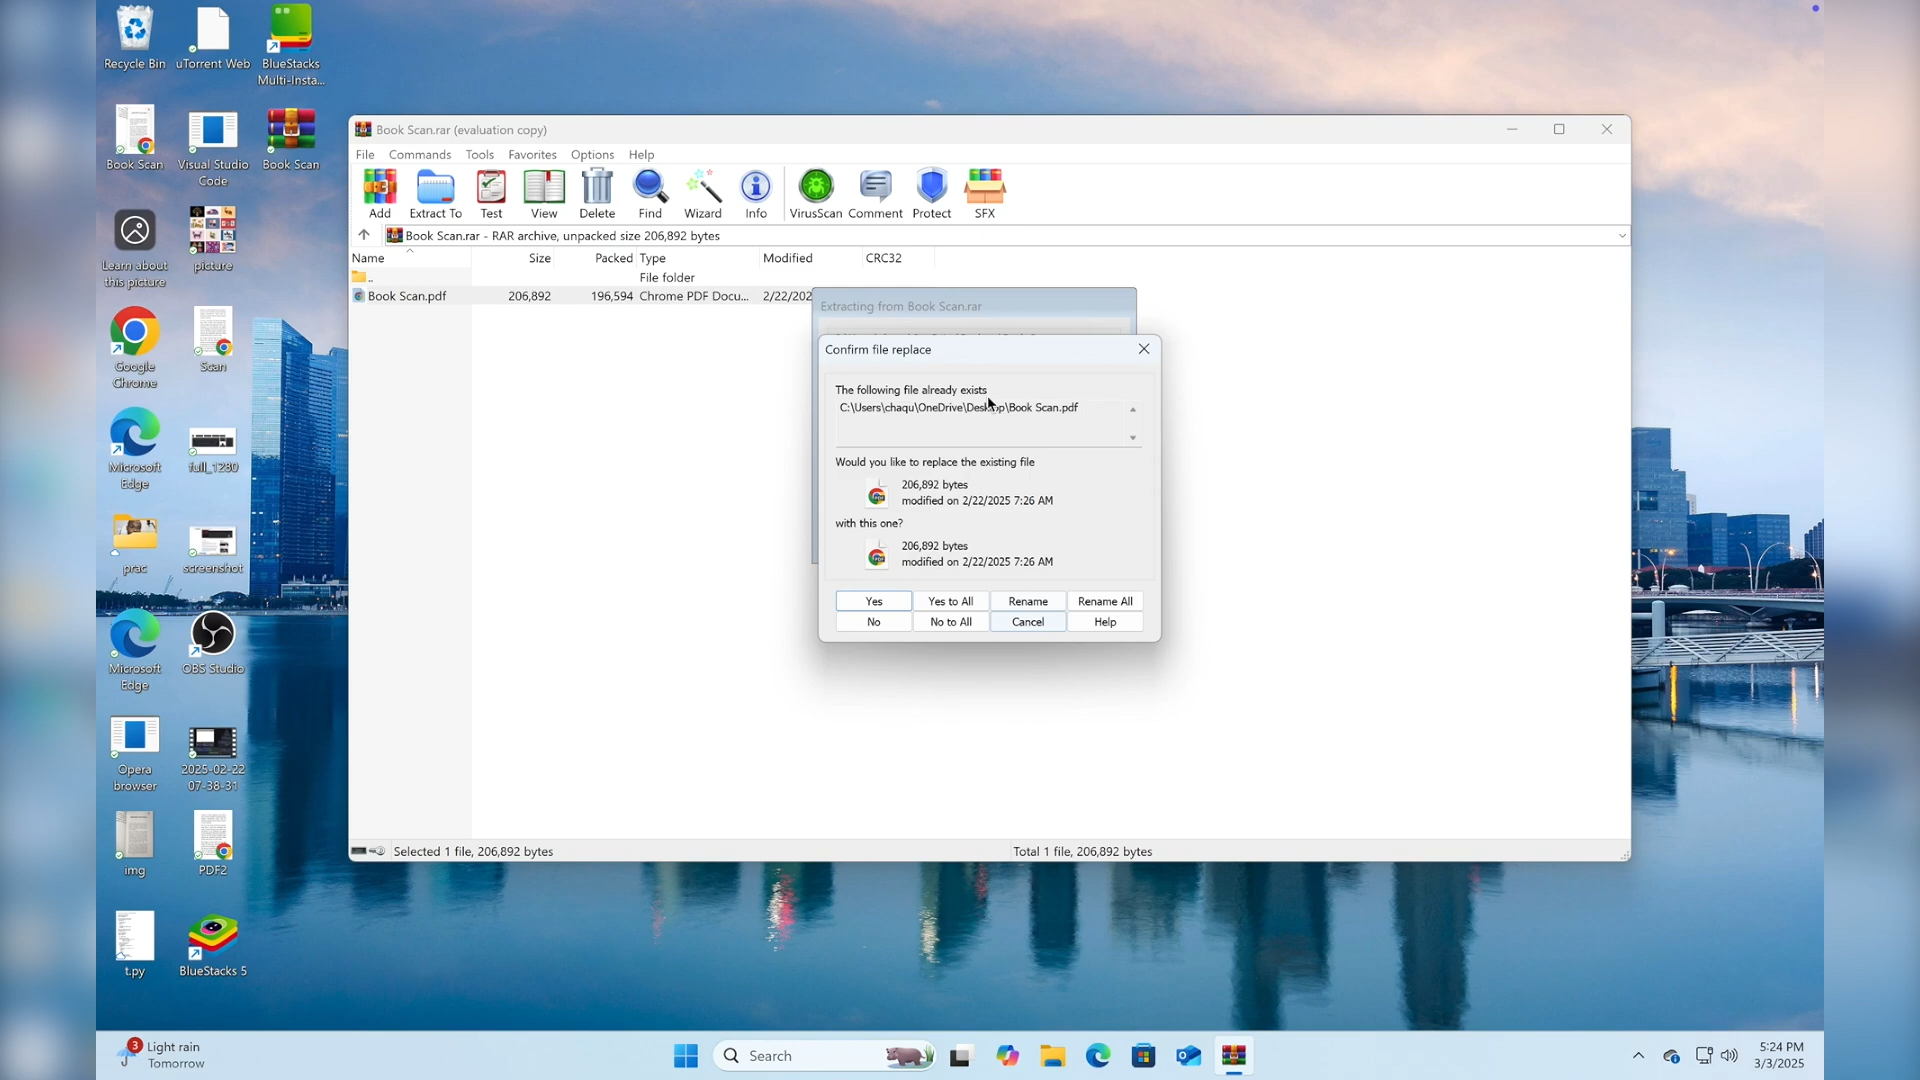 Recycle Bin
uTorrent Web
BlueStacks
Multi-Insta...
Book Scan
Visual Studio
Code
Book Scan
Learn about
this picture
picture
Google
Chrome
Scan
Microsoft
Edge
full_1280
prac
screenshot
Microsoft
Edge
OBS Studio
Opera
browser
2025-02-22
07-38-31
img
PDF2
t.py
BlueStacks 5
Book Scan.rar (evaluation copy)
File Commands Tools Favorites Options Help
Add Extract To Test View Delete Find Wizard Info VirusScan Comment Protect SFX
Book Scan.rar - RAR archive, unpacked size 206,892 bytes
Name Size Packed Type Modified CRC32
.. File folder
Book Scan.pdf 206,892 196,594 Chrome PDF Docu... 2/22/202
Extracting from Book Scan.rar
Confirm file replace
The following file already exists
C:\Users\chaqu\OneDrive\Desktop\Book Scan.pdf
Would you like to replace the existing file
206,892 bytes
modified on 2/22/2025 7:26 AM
with this one?
206,892 bytes
modified on 2/22/2025 7:26 AM
Yes Yes to All Rename Rename All
No No to All Cancel Help
Selected 1 file, 206,892 bytes
Total 1 file, 206,892 bytes
3
Light rain
Tomorrow
Search
5:24 PM
3/3/2025